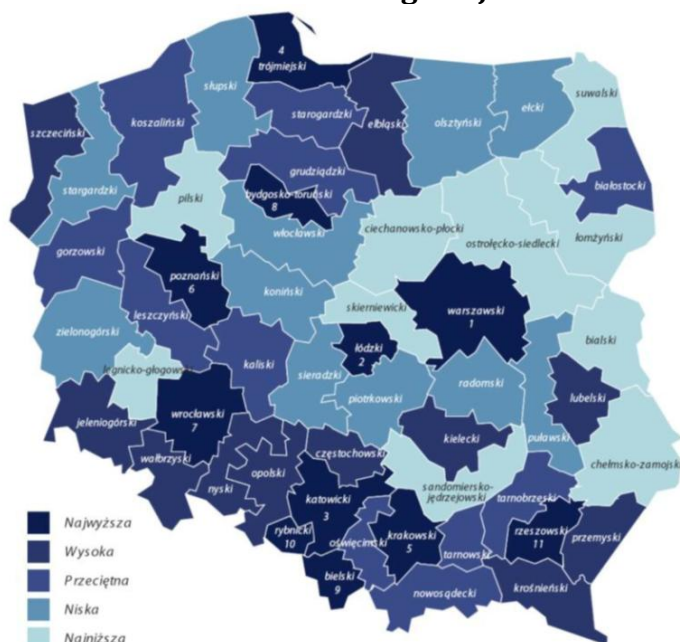 4
trójmiejski
słupski
koszaliński
szczeciński
starogardzki
elbląski
olsztyński
ełcki
suwalski
stargardzki
pilski
grudziądzki
bydgosko-toruński
8
białostocki
włocławski
ciechanowsko-płocki
ostrołęcko-siedlecki
łomżyński
gorzowski
poznański
6
koniński
skierniewicki
warszawski
1
leszczyński
zielonogórski
łódzki
2
bialski
legnicko-głogowski
kaliski
sieradzki
piotrkowski
radomski
lubelski
wrocławski
7
jeleniogórski
kielecki
puławski
wałbrzyski
częstochowski
chełmsko-zamojski
opolski
nyski
sandomiersko-
jędrzejowski
katowicki
3
tarnobrzeski
rybnicki
10
oświęcimski
krakowski
5
rzeszowski
11
przemyski
tarnowski
bielski
9
nowosądecki
krośnieński
Najwyższa
Wysoka
Przeciętna
Niska
Najniższa